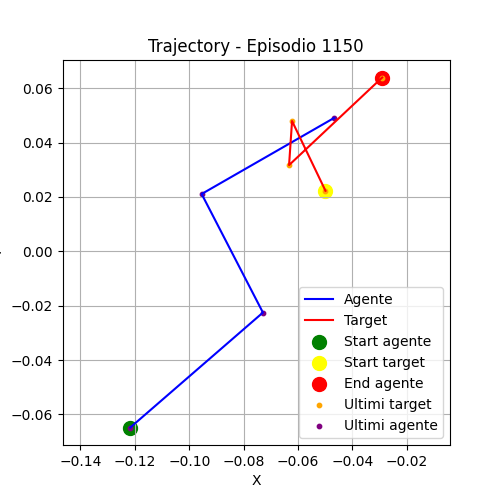 Trajectory - Episodio 1150
0.06
0.04
0.02
0.00
−0.02
−0.04
−0.06
−0.14
−0.12
−0.10
−0.08
−0.06
−0.04
−0.02
X
Agente
Target
Start agente
Start target
End agente
Ultimi target
Ultimi agente